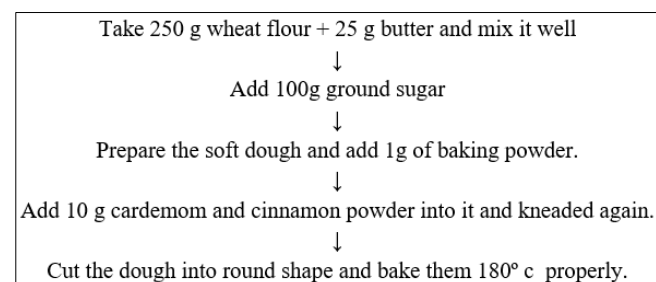 Take 250 g wheat flour + 25 g butter and mix it well
↓
Add 100g ground sugar
↓
Prepare the soft dough and add 1g of baking powder.
↓
Add 10 g cardemom and cinnamon powder into it and kneaded again.
↓
Cut the dough into round shape and bake them 180º c properly.